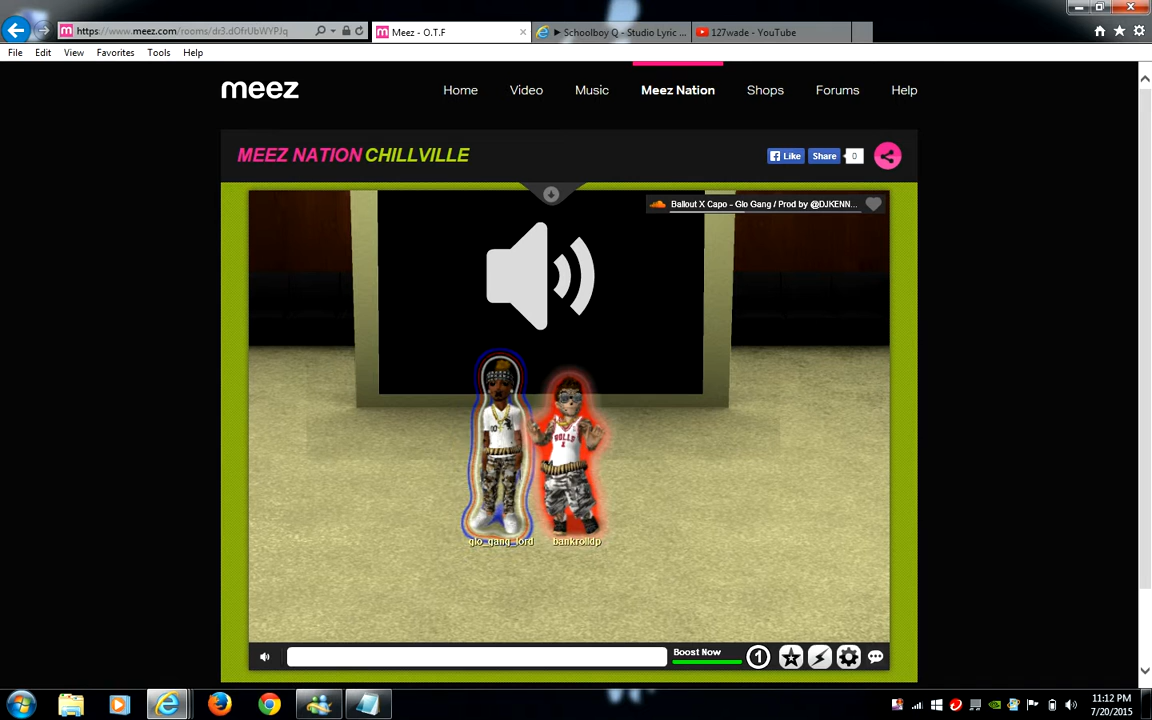 https://www.meez.com/rooms/dr3.dOfrUbWYPJq
Meez - O.T.F
► Schoolboy Q - Studio Lyric ...
127wade - YouTube
File Edit View Favorites Tools Help
meez
Home Video Music Meez Nation Shops Forums Help
MEEZ NATION CHILLVILLE
Like Share 0
Ballout X Capo - Glo Gang / Prod by @DJKENN...
BULLS
1
glo_gang_lord bankrolldp
Boost Now
1
11:12 PM
7/20/2015